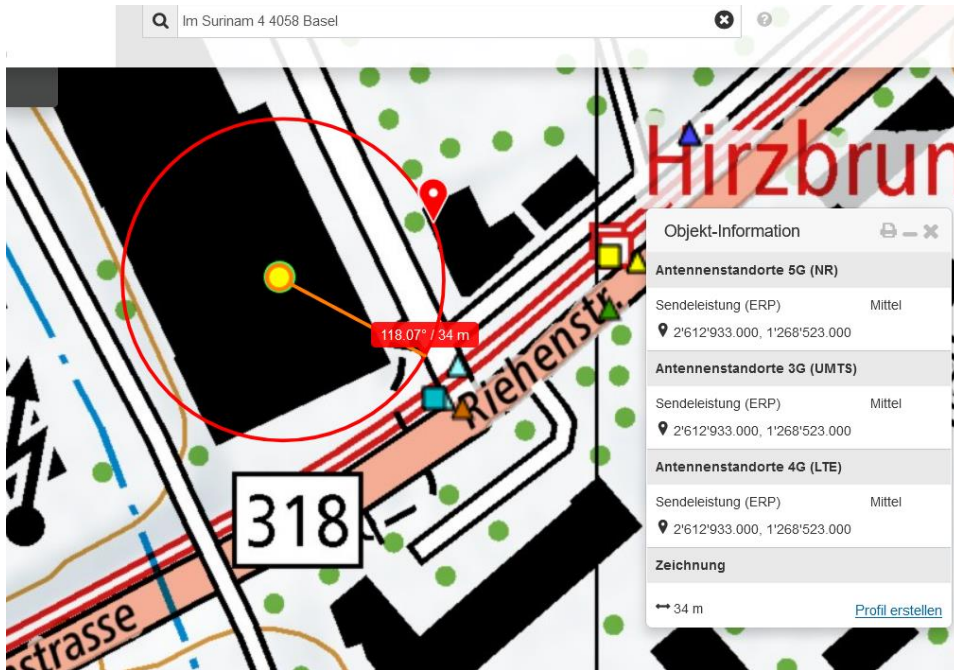 Im Surinam 4 4058 Basel
Hirzbrun
Objekt-Information
Antennenstandorte 5G (NR)
Sendeleistung (ERP) Mittel
2'612'933.000, 1'268'523.000
Antennenstandorte 3G (UMTS)
Sendeleistung (ERP) Mittel
2'612'933.000, 1'268'523.000
Antennenstandorte 4G (LTE)
Sendeleistung (ERP) Mittel
2'612'933.000, 1'268'523.000
Zeichnung
34 m Profil erstellen
118.07° / 34 m
Riehenstr.
318
strasse